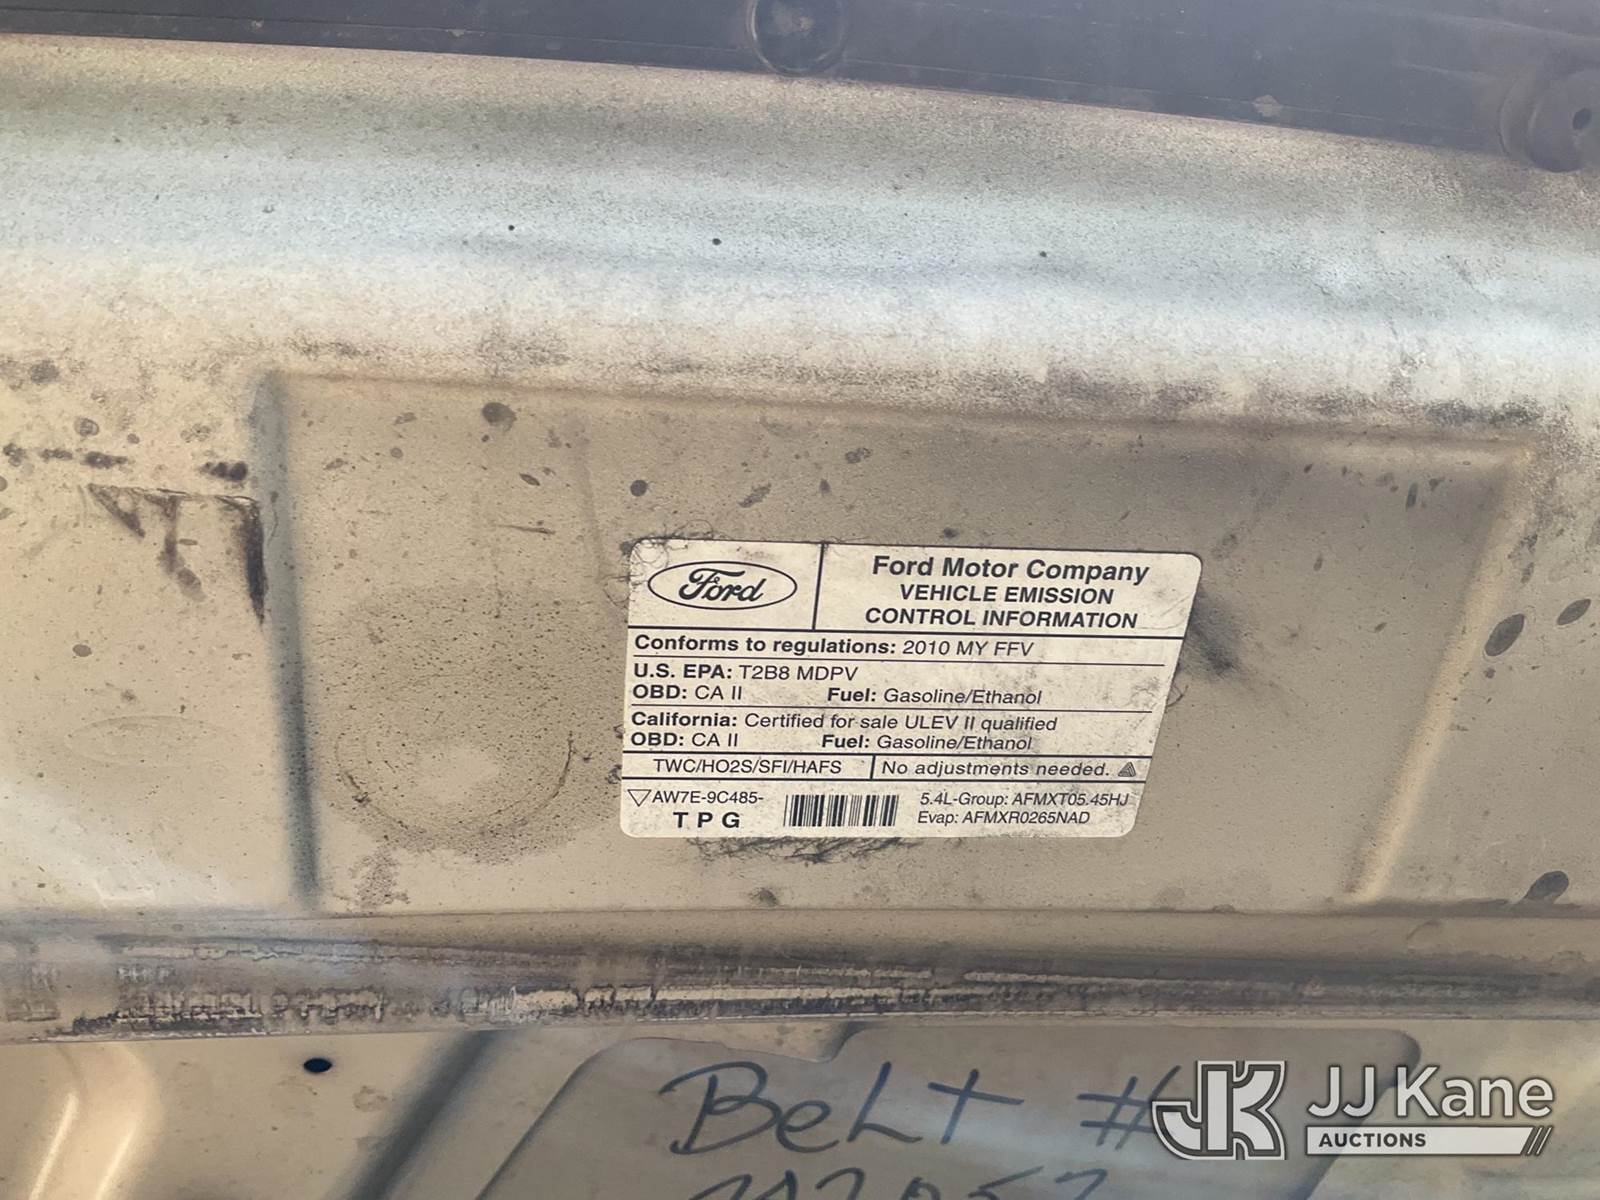 Ford
Ford Motor Company
VEHICLE EMISSION
CONTROL INFORMATION
Conforms to regulations: 2010 MY FFV
U.S. EPA: T2B8 MDPV
OBD: CA II Fuel: Gasoline/Ethanol
California: Certified for sale ULEV II qualified
OBD: CA II Fuel: Gasoline/Ethanol
TWC/HO2S/SFI/HAFS No adjustments needed.
AW7E-9C485-
T P G
5.4L-Group: AFMXT05.45HJ
Evap: AFMXR0265NAD
BeLT #
JK JJ Kane
AUCTIONS